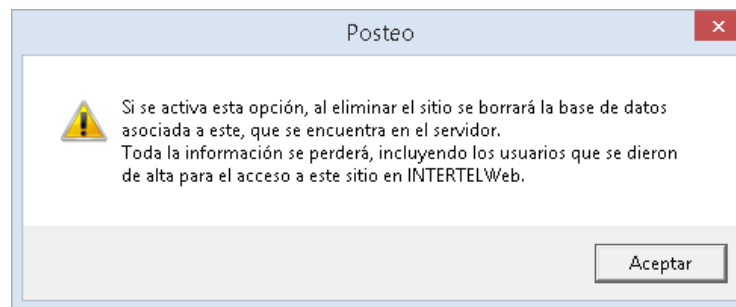 Posteo
Si se activa esta opción, al eliminar el sitio se borrará la base de datos
asociada a este, que se encuentra en el servidor.
Toda la información se perderá, incluyendo los usuarios que se dieron
de alta para el acceso a este sitio en INTERTELWeb.
Aceptar